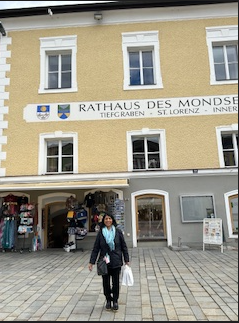 RATHAUS DES MONDSE
TIEFGRABEN · ST. LORENZ · INNER